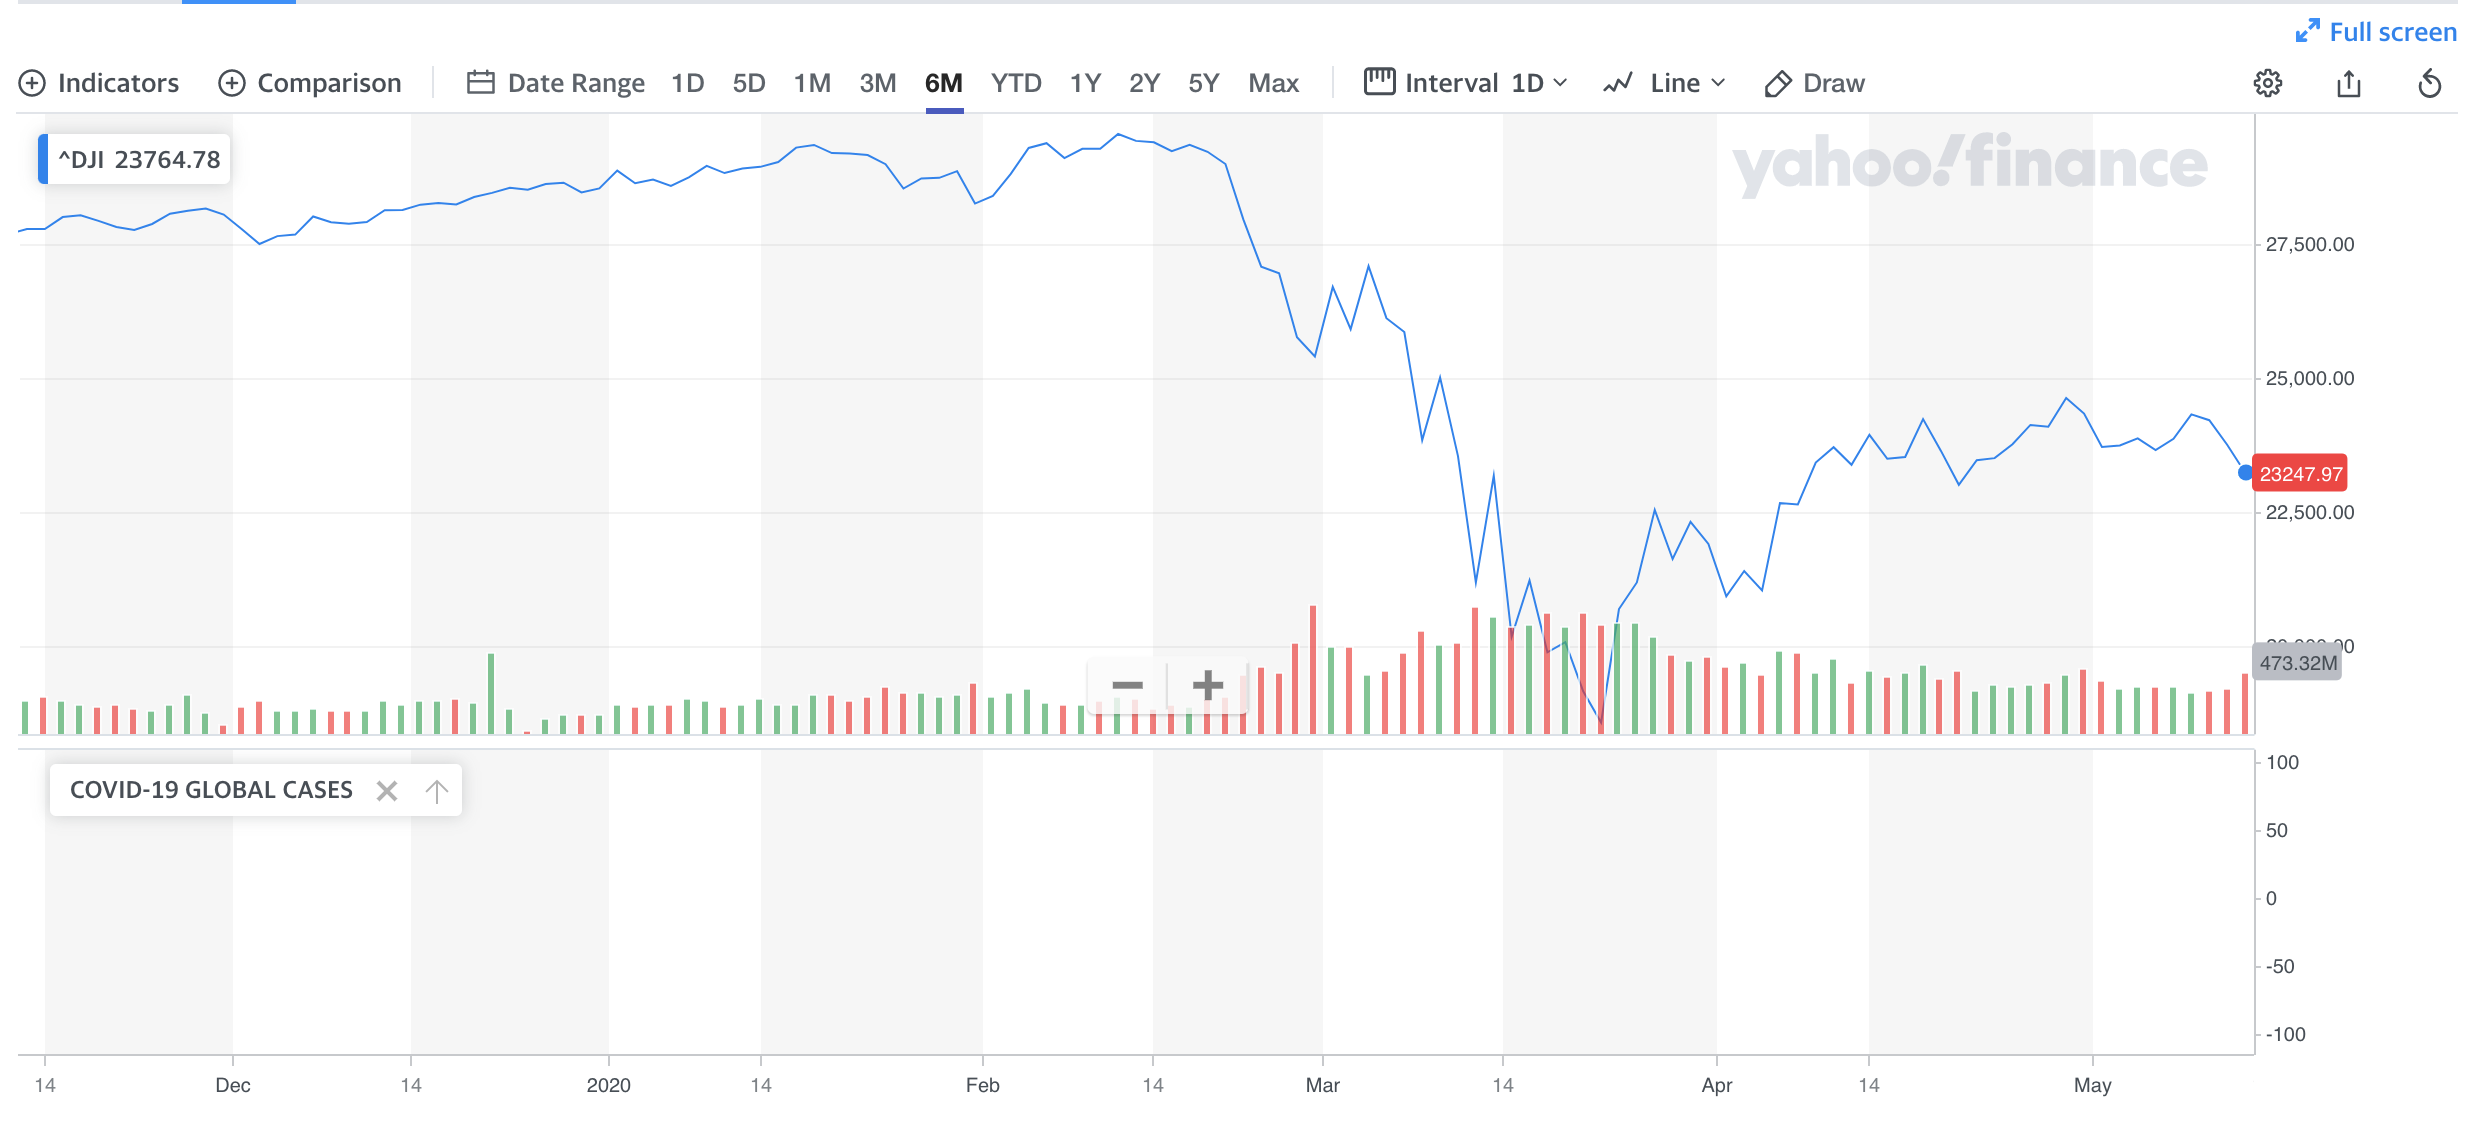 Full screen
Indicators Comparison Date Range 1D 5D 1M 3M 6M YTD 1Y 2Y 5Y Max Interval 1D Line Draw
^DJI 23764.78
yahoo!finance
27,500.00
25,000.00
23247.97
22,500.00
473.32M
COVID-19 GLOBAL CASES
100
50
0
-50
-100
14 Dec 14 2020 14 Feb 14 Mar 14 Apr 14 May